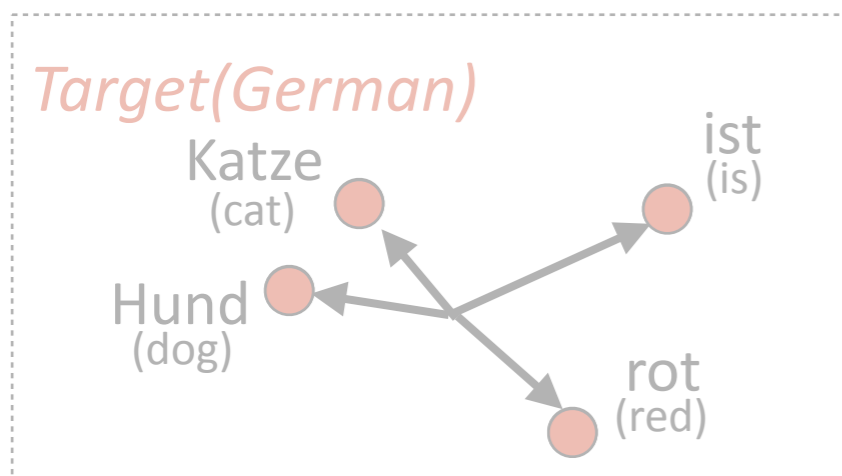 Target(German)
ist
(is)
Katze
(cat)
Hund
(dog)
rot
(red)